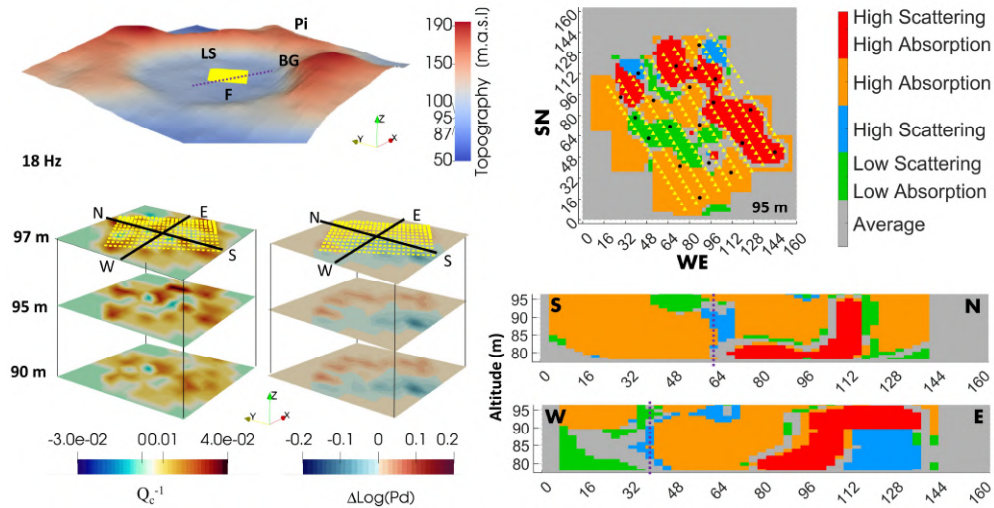 Pi
LS
BG
F
190
150
130
100
95
87
50
Topography (m.a.s.l)
Z
Y
X
18 Hz
N
E
W
S
97 m
95 m
90 m
N
E
W
S
Z
Y
X
-3.0e-02
0
0.01
4.0e-02
Qc-1
-0.2
-0.1
0
0.1
0.2
ΔLog(Pd)
SN
160
144
128
112
96
80
64
48
32
16
0
95 m
0
16
32
48
64
80
96
112
128
144
160
WE
High Scattering
High Absorption
High Absorption
High Scattering
Low Scattering
Low Absorption
Average
Altitude (m)
S
N
95
90
85
80
0
16
32
48
64
80
96
112
128
144
160
W
E
95
90
85
80
0
16
32
48
64
80
96
112
128
144
160